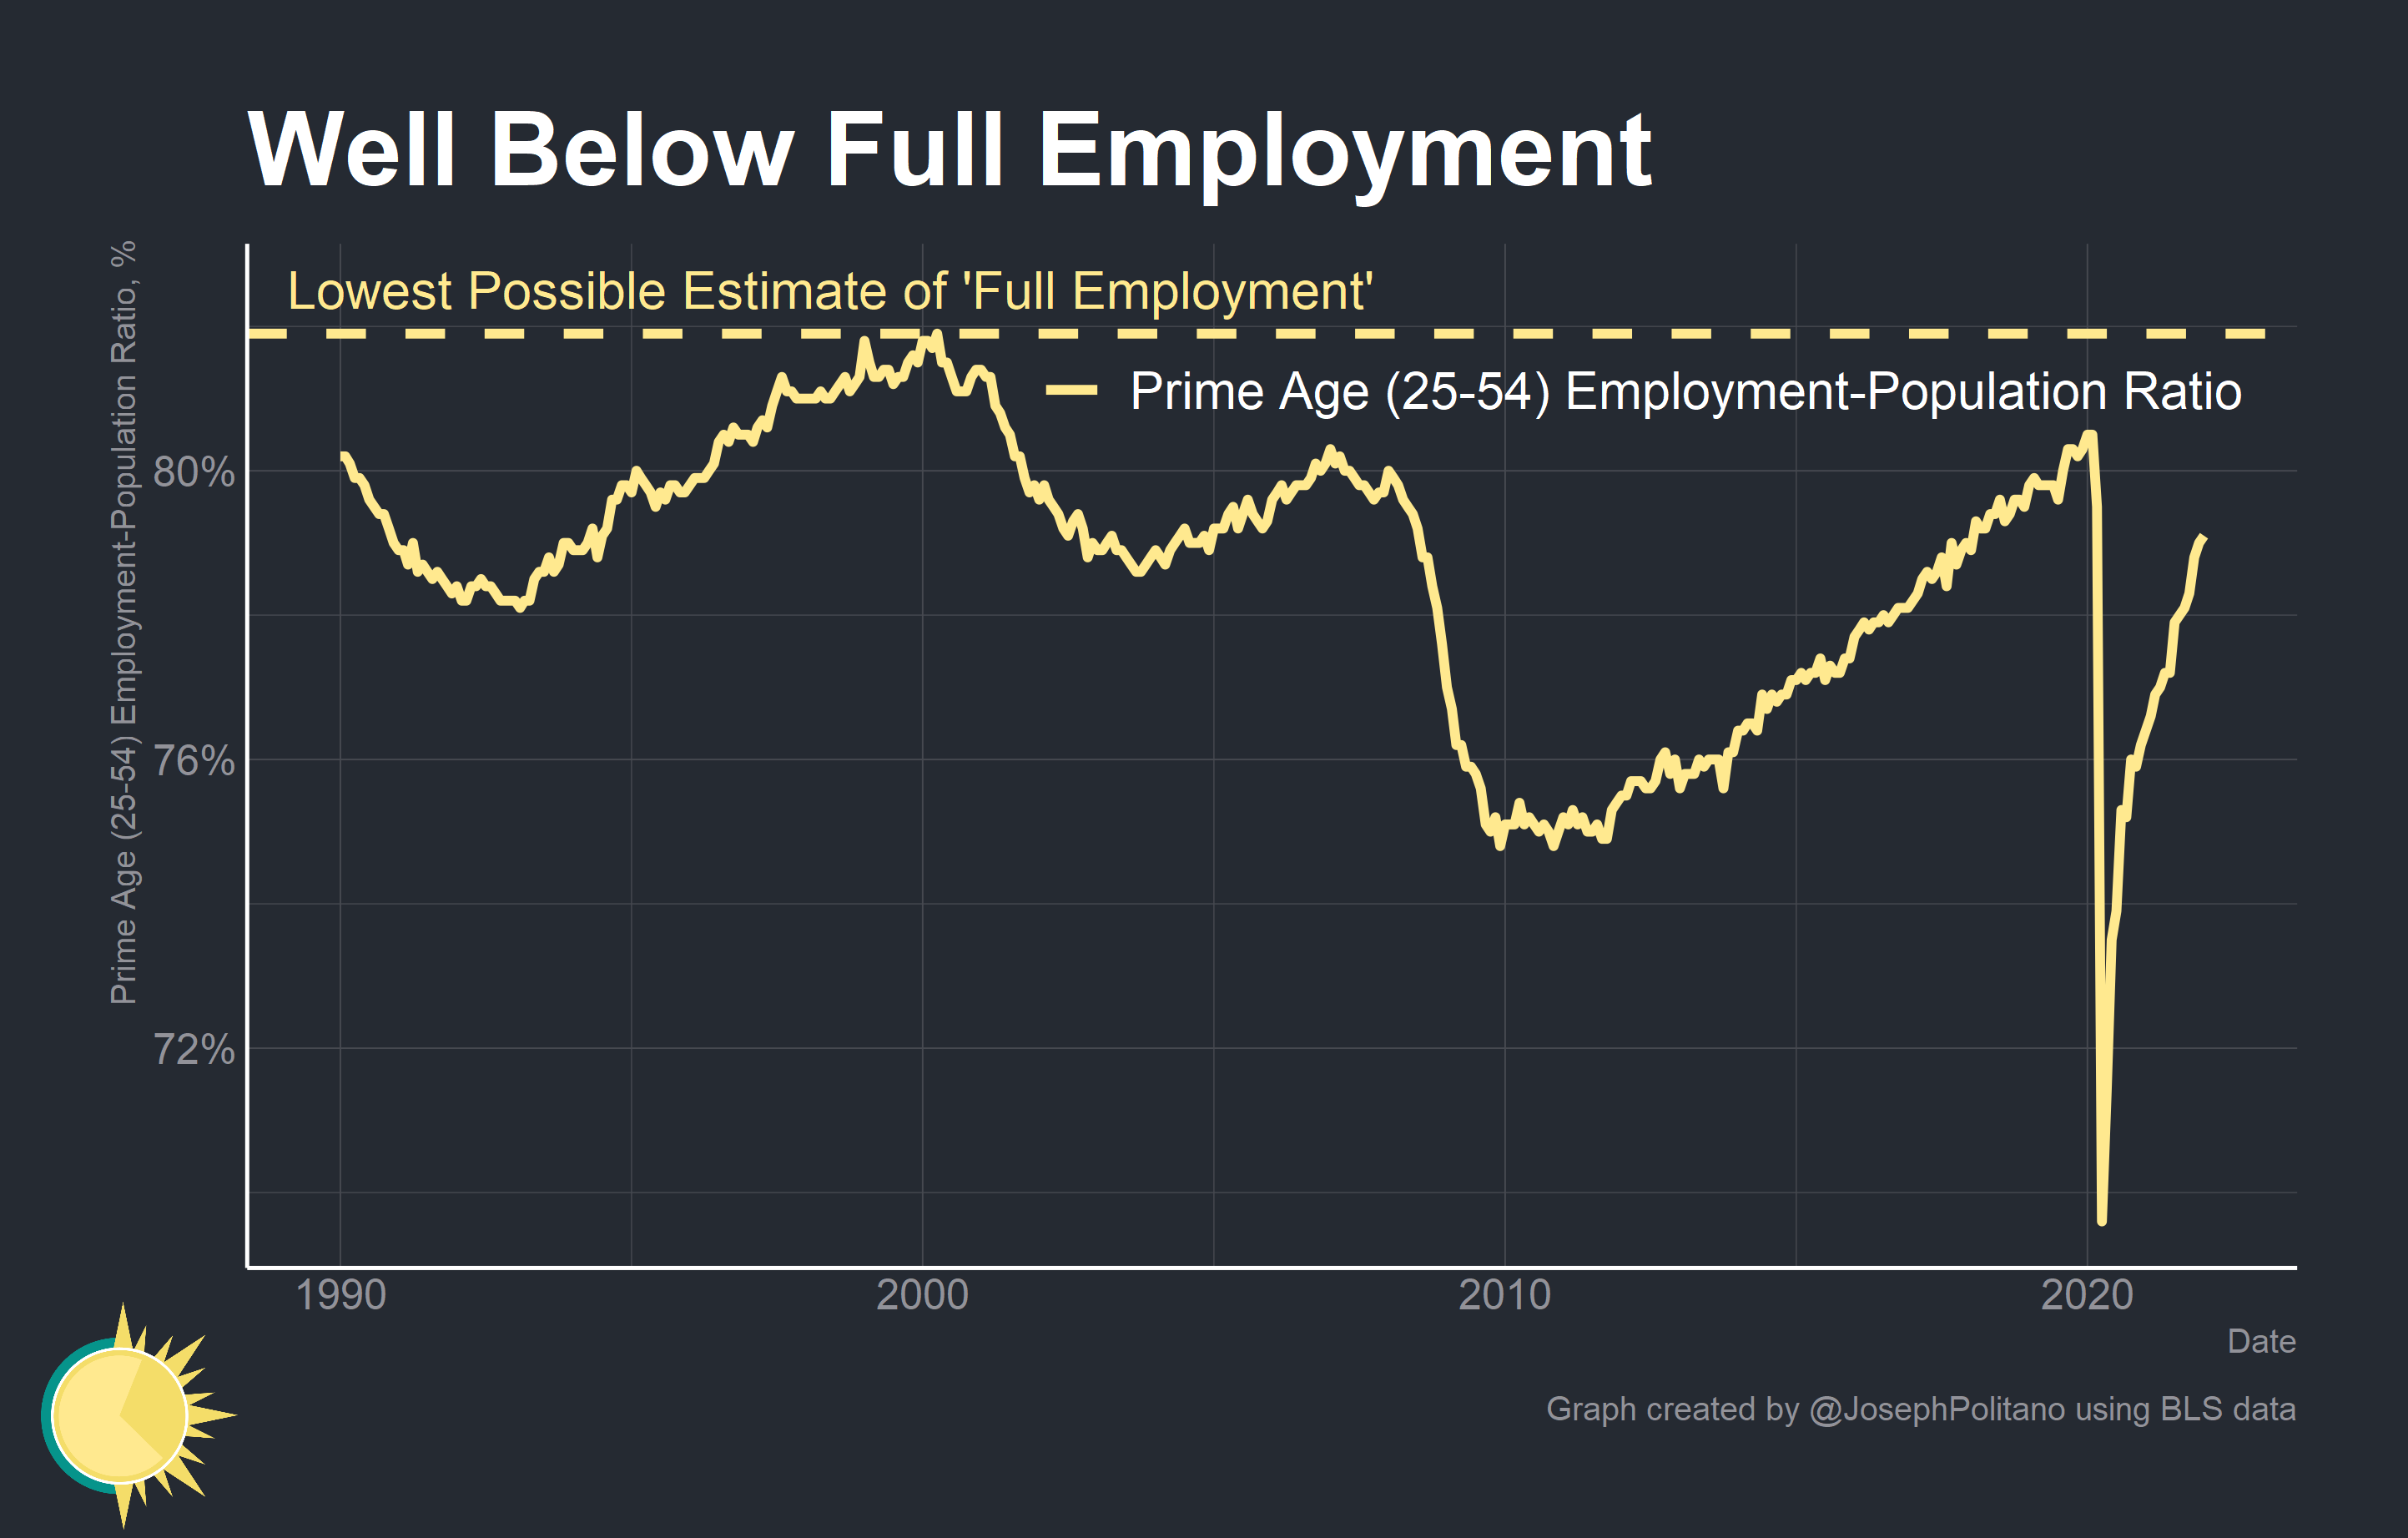 Well Below Full Employment
Prime Age (25-54) Employment-Population Ratio, %
Lowest Possible Estimate of 'Full Employment'
Prime Age (25-54) Employment-Population Ratio
80%
76%
72%
1990
2000
2010
2020
Date
Graph created by @JosephPolitano using BLS data